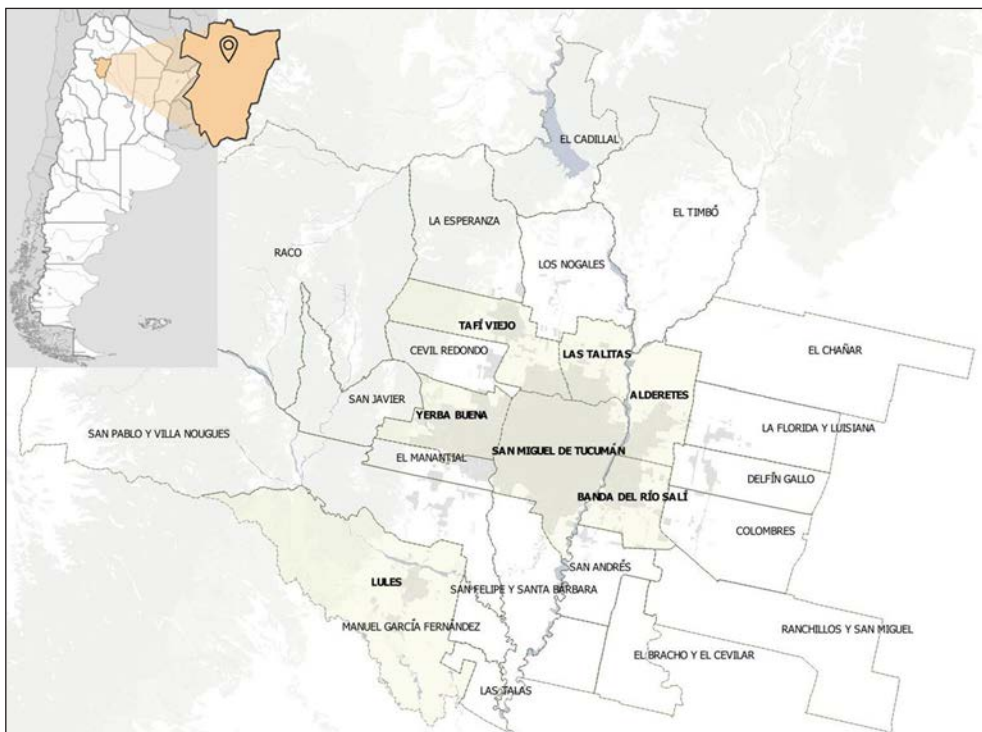 EL CADILLAL
EL TIMBÓ
LA ESPERANZA
RACO
LOS NOGALES
TAFÍ VIEJO
CEVIL REDONDO
LAS TALITAS
EL CHAÑAR
ALDERETES
SAN JAVIER
YERBA BUENA
LA FLORIDA Y LUISIANA
SAN PABLO Y VILLA NOUGUES
EL MANANTIAL
SAN MIGUEL DE TUCUMÁN
DELFÍN GALLO
BANDA DEL RÍO SALÍ
COLOMBRES
SAN ANDRÉS
LULES
SAN FELIPE Y SANTA BÁRBARA
MANUEL GARCÍA FERNÁNDEZ
RANCHILLOS Y SAN MIGUEL
EL BRACHO Y EL CEVILAR
LAS TALAS